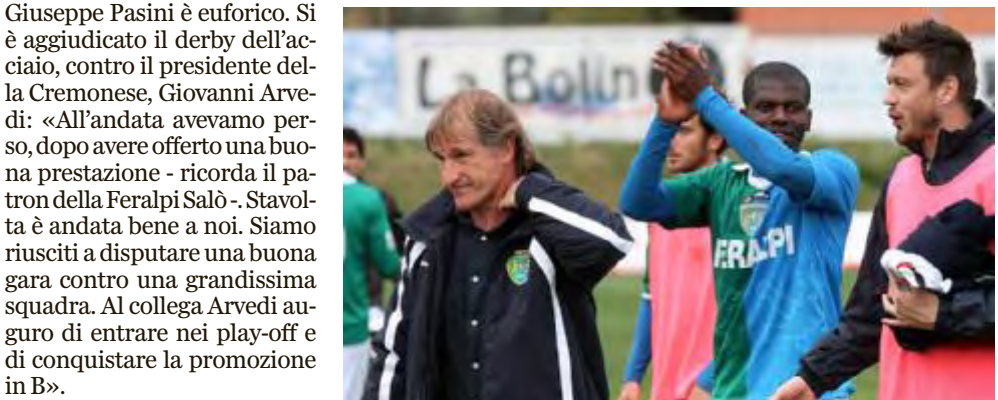 Giuseppe Pasini è euforico. Si
è aggiudicato il derby dell'ac-
ciaio, contro il presidente del-
la Cremonese, Giovanni Arve-
di: «All'andata avevamo per-
so, dopo avere offerto una buo-
na prestazione - ricorda il pa-
tron della Feralpi Salò -. Stavol-
ta è andata bene a noi. Siamo
riusciti a disputare una buona
gara contro una grandissima
squadra. Al collega Arvedi au-
guro di entrare nei play-off e
di conquistare la promozione
in B».
La Bolin
FERALPI